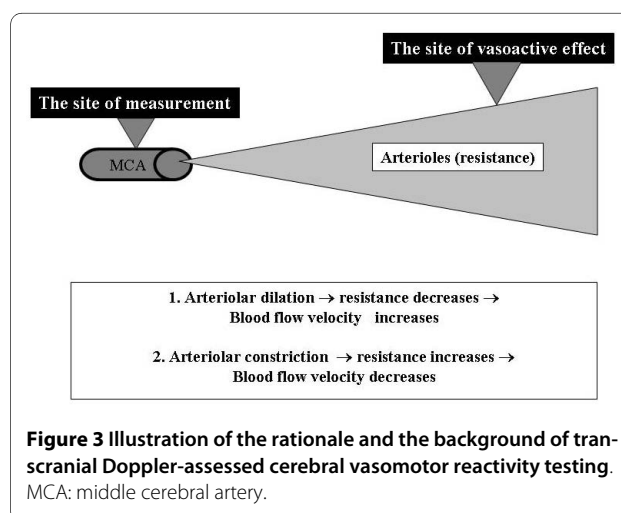 The site of vasoactive effect
The site of measurement
MCA
Arterioles (resistance)
1. Arteriolar dilation → resistance decreases →
Blood flow velocity increases
2. Arteriolar constriction → resistance increases →
Blood flow velocity decreases
Figure 3 Illustration of the rationale and the background of tran-
scranial Doppler-assessed cerebral vasomotor reactivity testing.
MCA: middle cerebral artery.